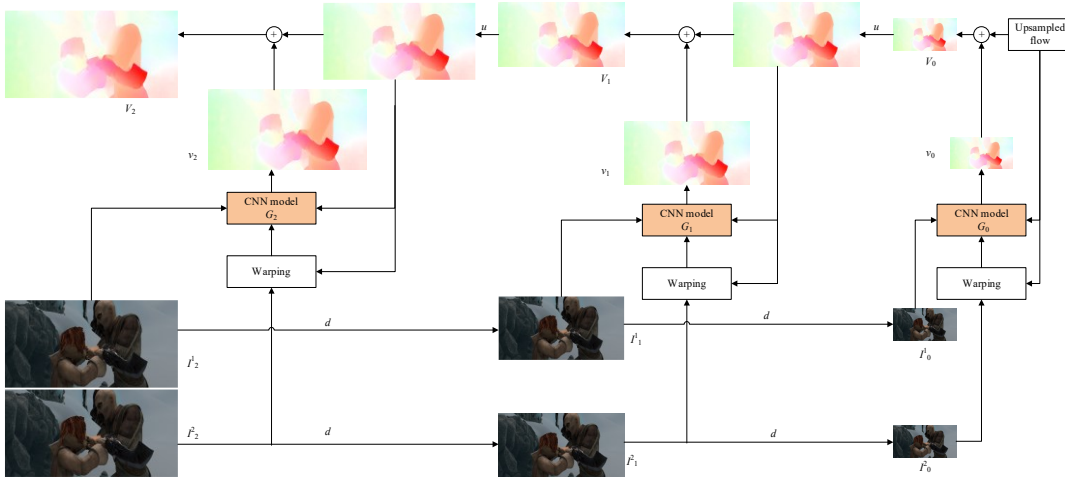 +
u
+
u
+
Upsampled
flow
V₂
V₁
V₀
v₂
v₁
v₀
CNN model
G₂
CNN model
G₁
CNN model
G₀
Warping
Warping
Warping
d
d
I¹₂
I¹₁
I¹₀
I²₂
d
d
I²₁
I²₀